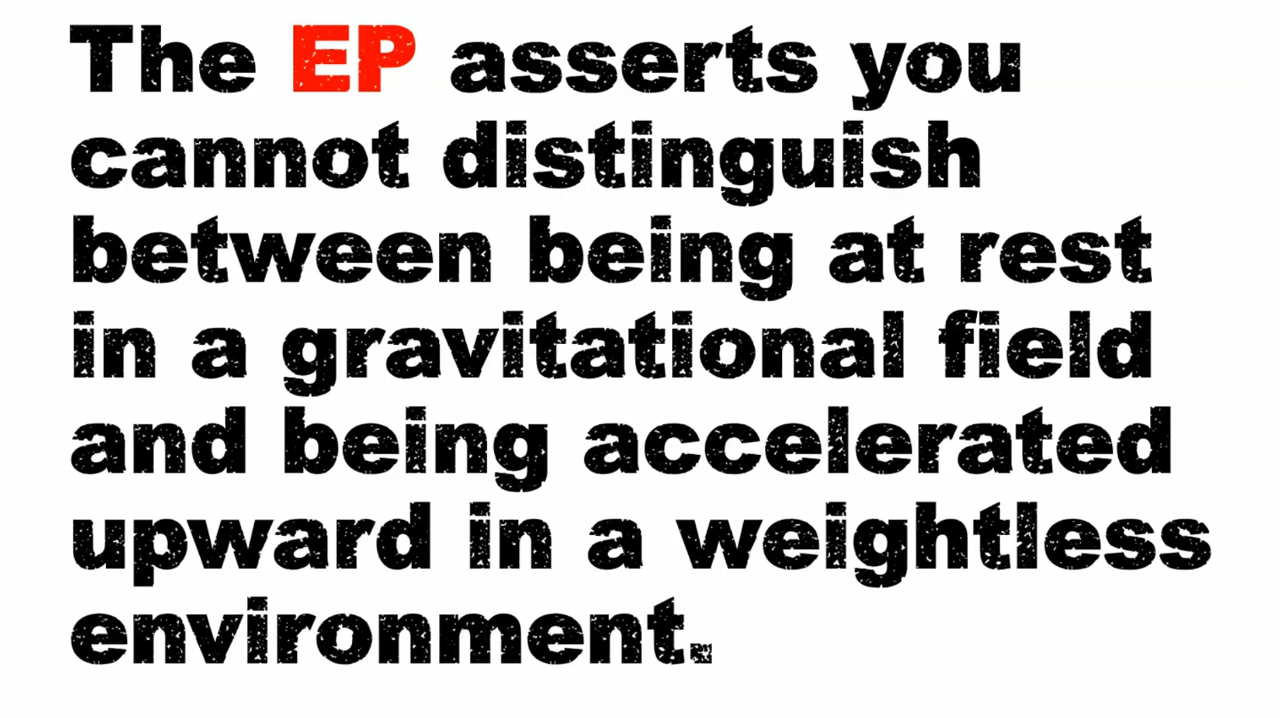 The EP asserts you
cannot distinguish
between being at rest
in a gravitational field
and being accelerated
upward in a weightless
environment.